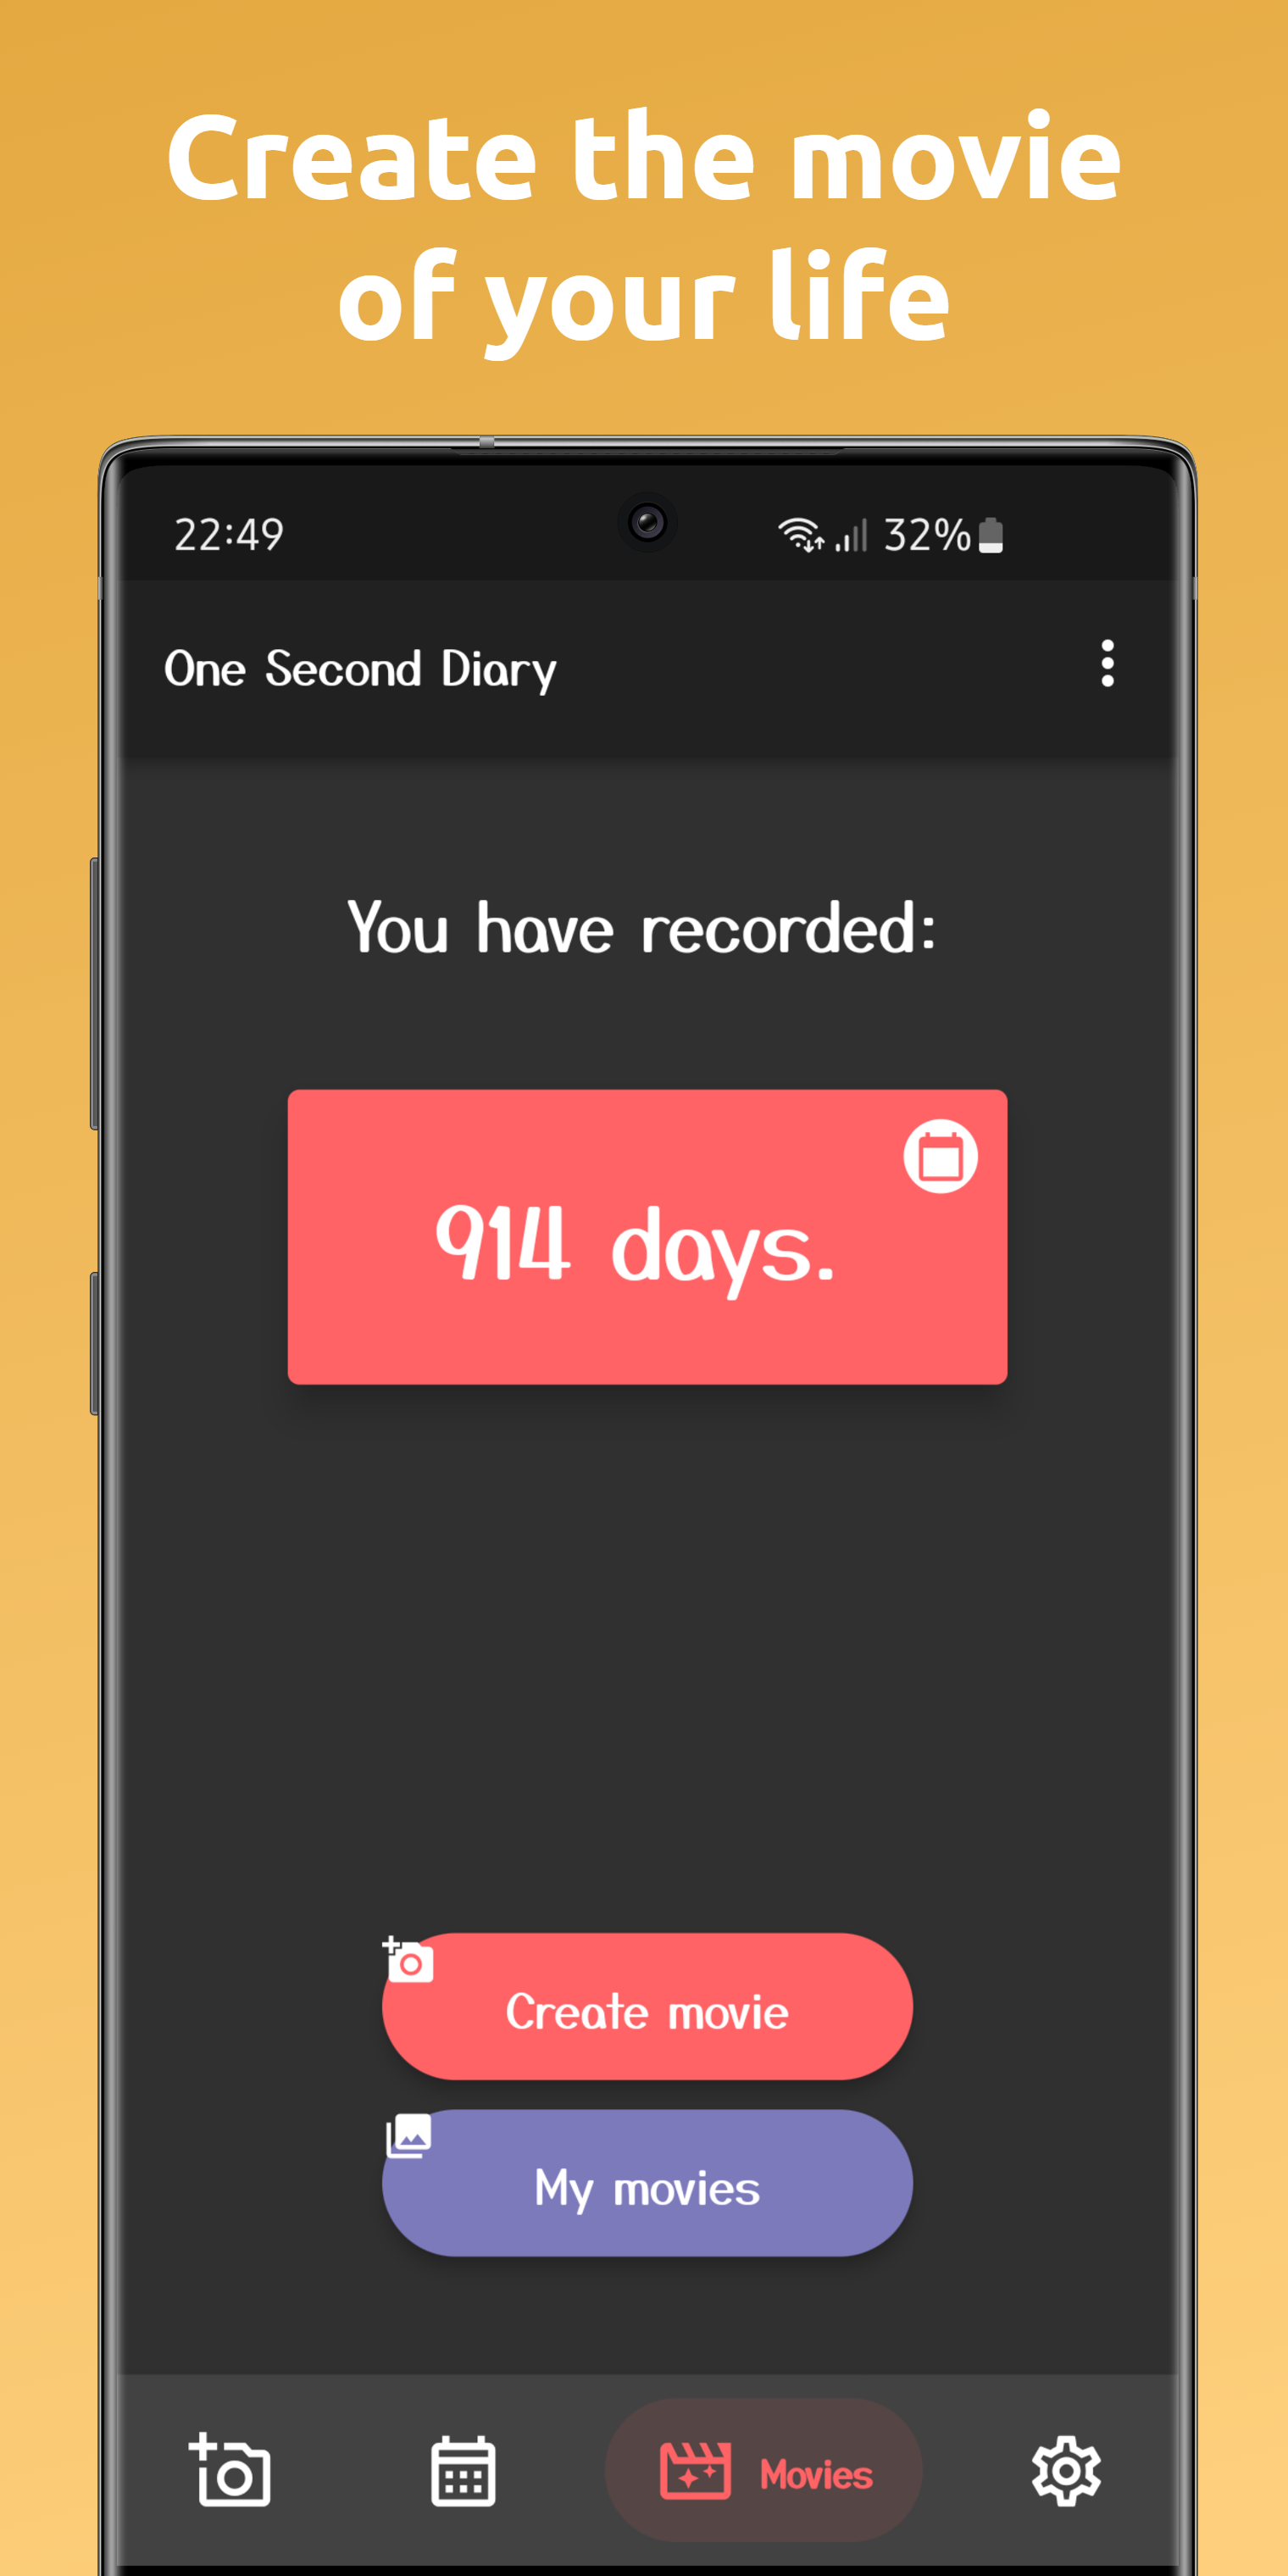 Create the movie
of your life
22:49 32%
One Second Diary
You have recorded:
914 days.
Create movie
My movies
Movies